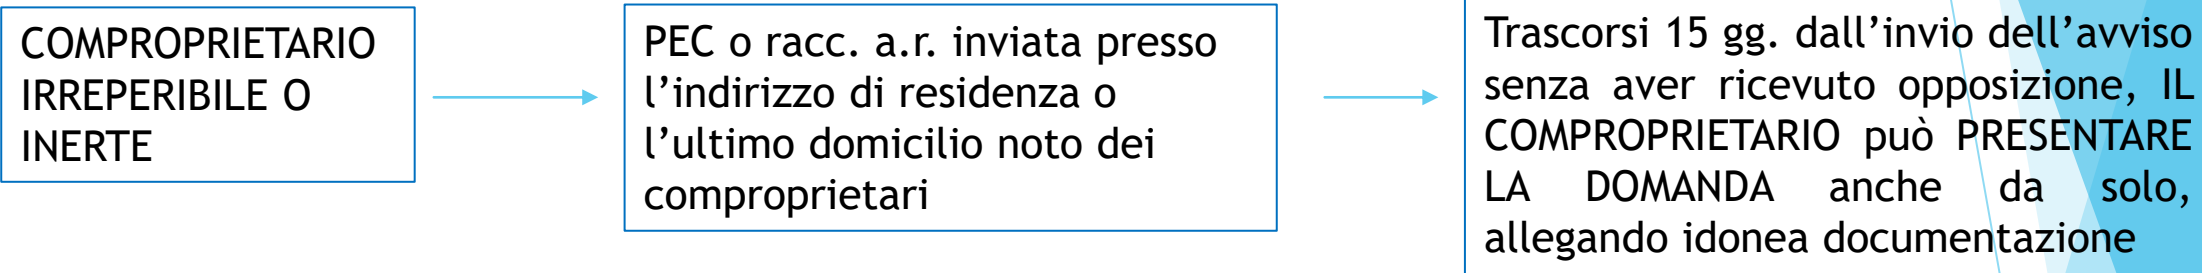 COMPROPRIETARIO
IRREPERIBILE O
INERTE
PEC o racc. a.r. inviata presso
l’indirizzo di residenza o
l’ultimo domicilio noto dei
comproprietari
Trascorsi 15 gg. dall’invio dell’avviso
senza aver ricevuto opposizione, IL
COMPROPRIETARIO può PRESENTARE
LA DOMANDA anche da solo,
allegando idonea documentazione